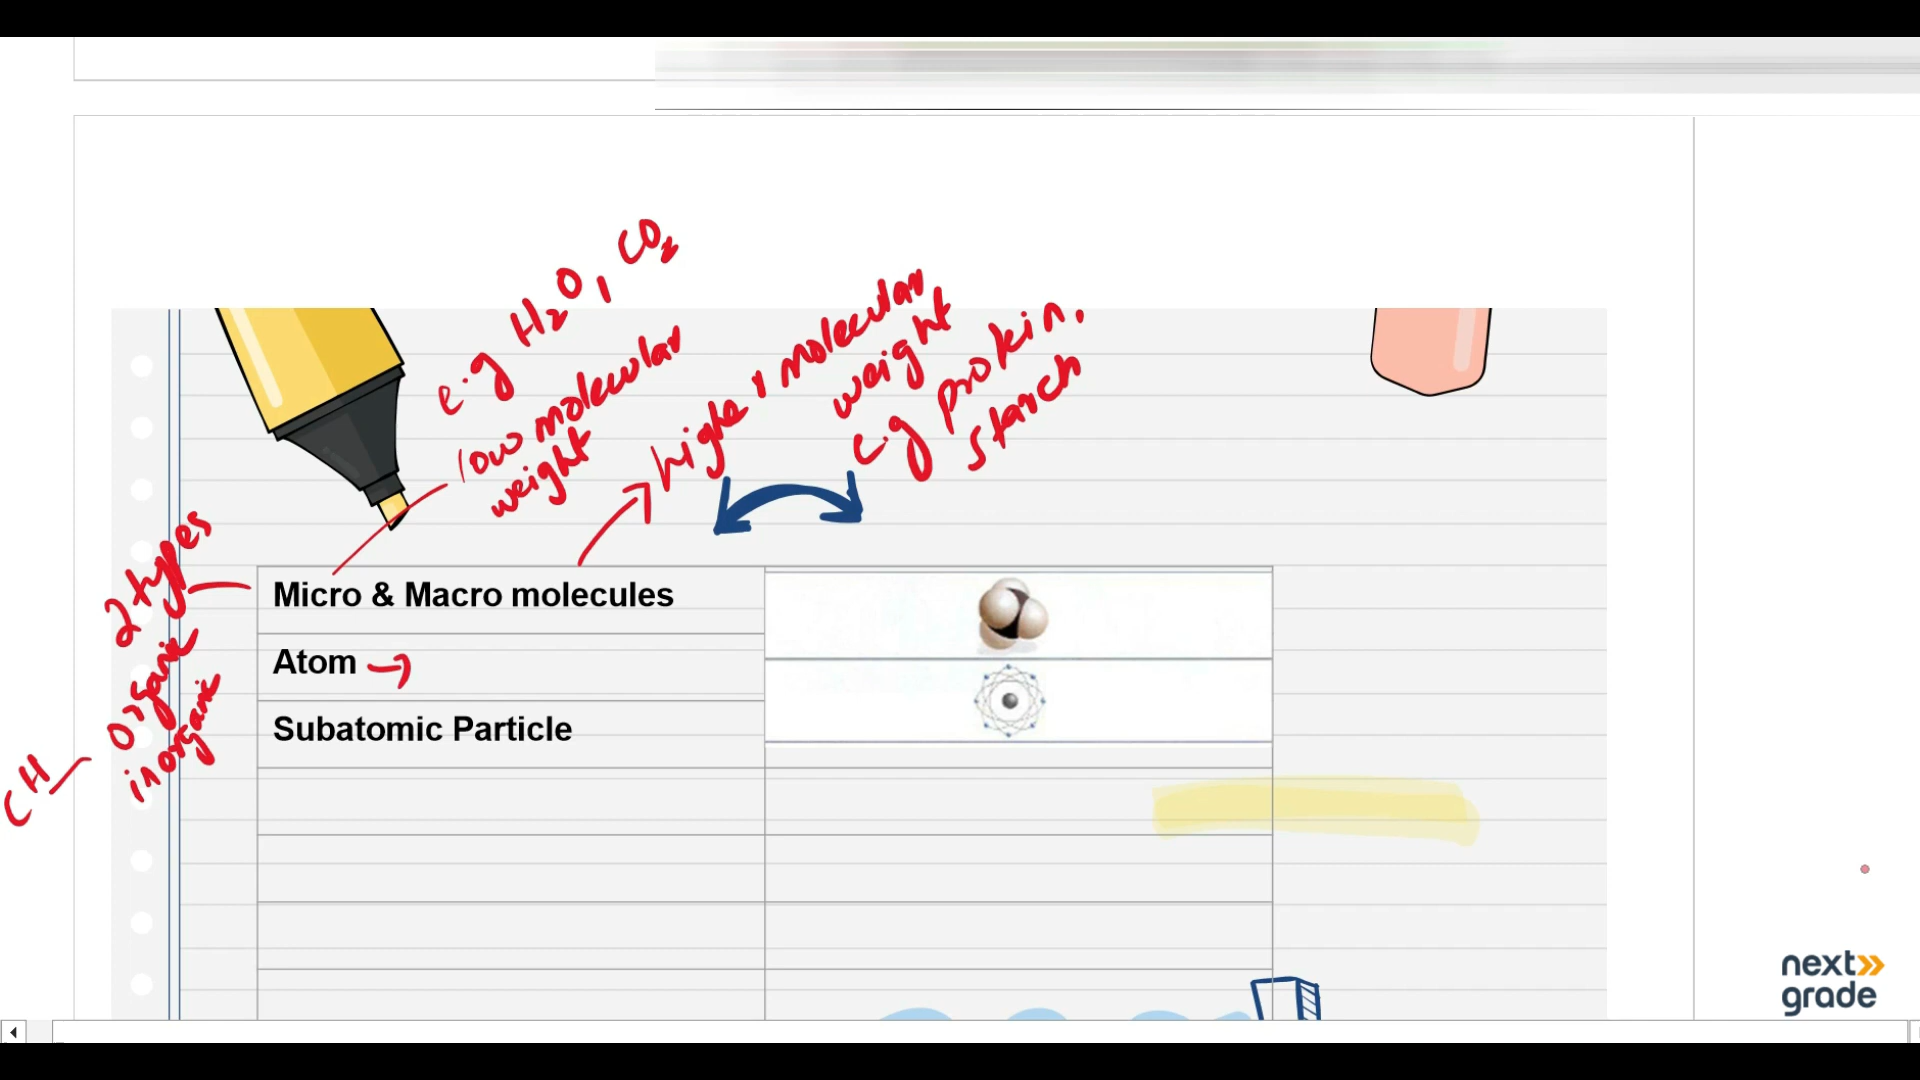 e.g H₂O, CO₂
low molecular
weight
higher molecular
weight
e.g protein.
starch
2 types
organic
inorganic
CH
Micro & Macro molecules
Atom →
Subatomic Particle
next
grade